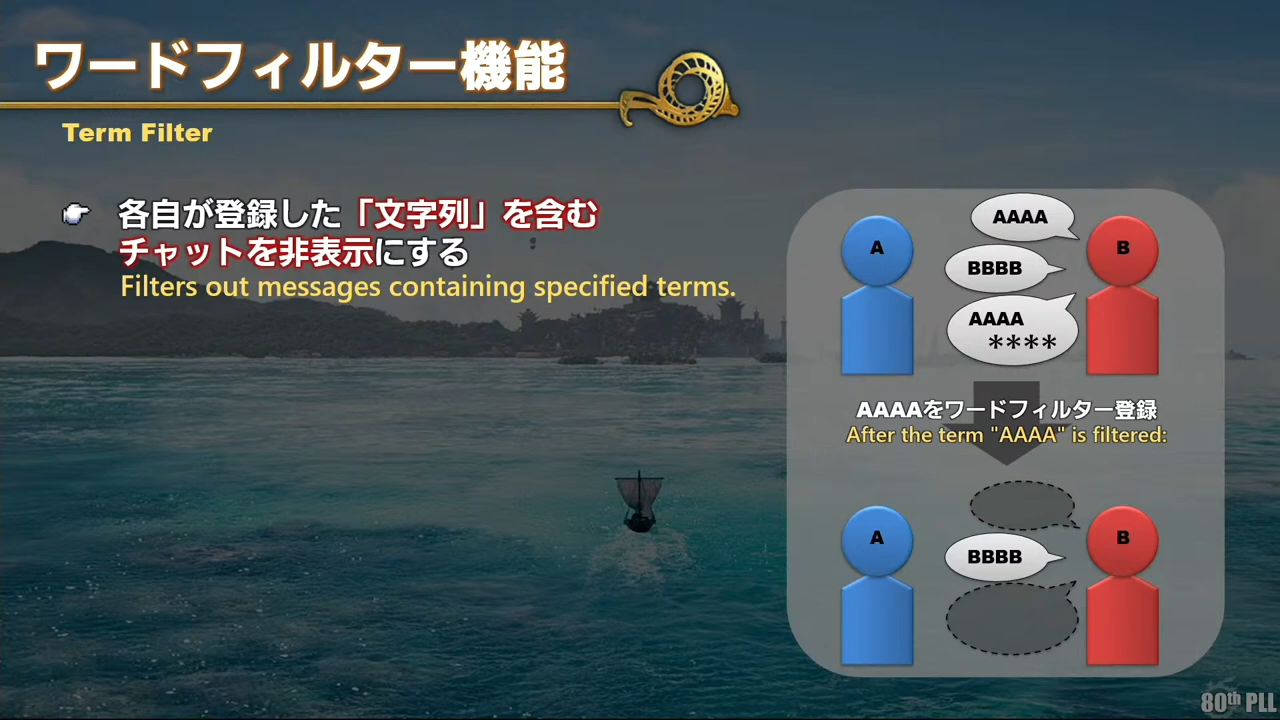 ワードフィルター機能
Term Filter
各自が登録した「文字列」を含む
チャットを非表示にする
Filters out messages containing specified terms.
A
AAAA
BBBB
AAAA
****
B
AAAAをワードフィルター登録
After the term "AAAA" is filtered:
A
BBBB
B
80th PLL